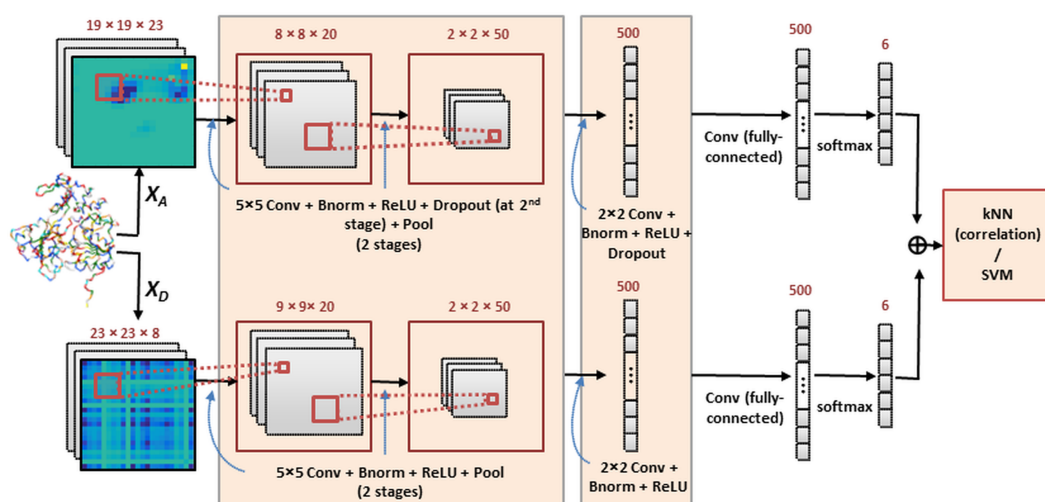 19 × 19 × 23
8 × 8 × 20
2 × 2 × 50
500
500
6
Conv (fully-
connected)
softmax
X_A
5×5 Conv + Bnorm + ReLU + Dropout (at 2nd
stage) + Pool
(2 stages)
2×2 Conv +
Bnorm + ReLU +
Dropout
kNN
(correlation)
/
SVM
X_D
23 × 23 × 8
9 × 9× 20
2 × 2 × 50
500
500
6
Conv (fully-
connected)
softmax
5×5 Conv + Bnorm + ReLU + Pool
(2 stages)
2×2 Conv +
Bnorm + ReLU